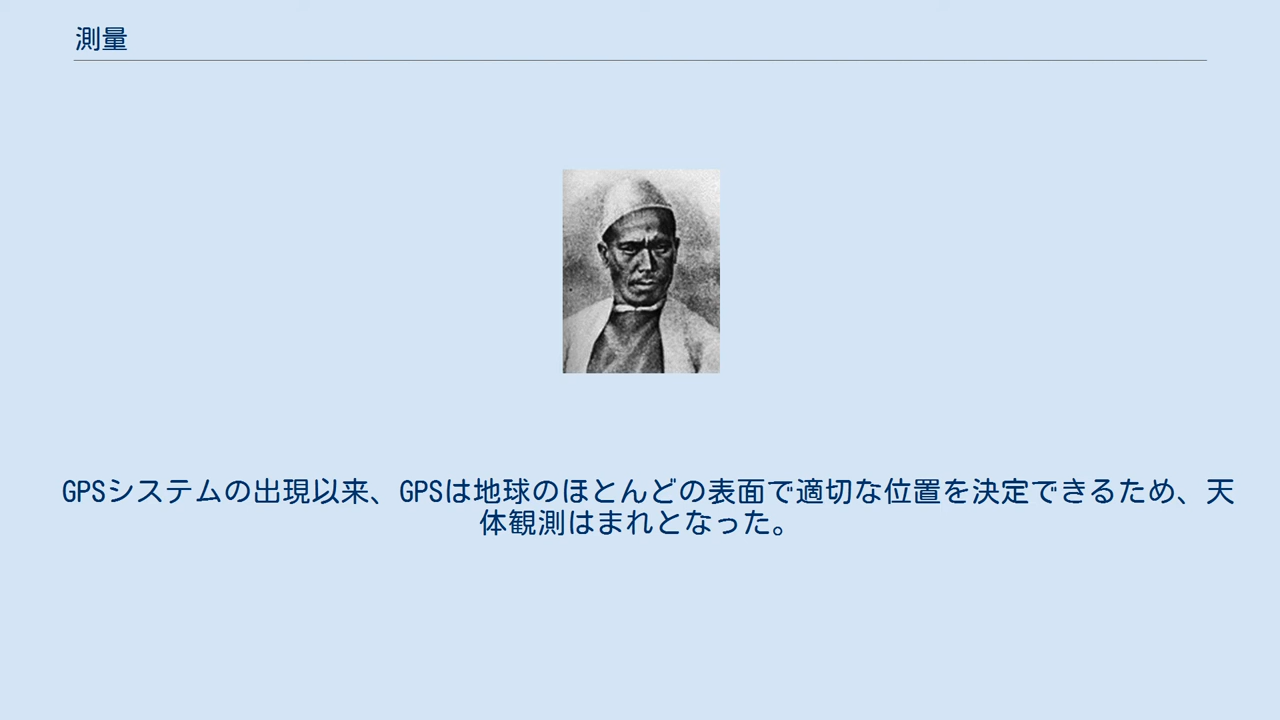 測量
GPSシステムの出現以来、GPSは地球のほとんどの表面で適切な位置を決定できるため、天
体観測はまれとなった。